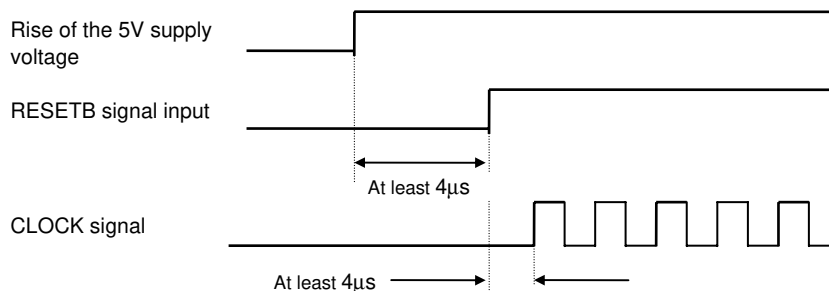 Rise of the 5V supply
voltage
RESETB signal input
At least 4μs
CLOCK signal
At least 4μs